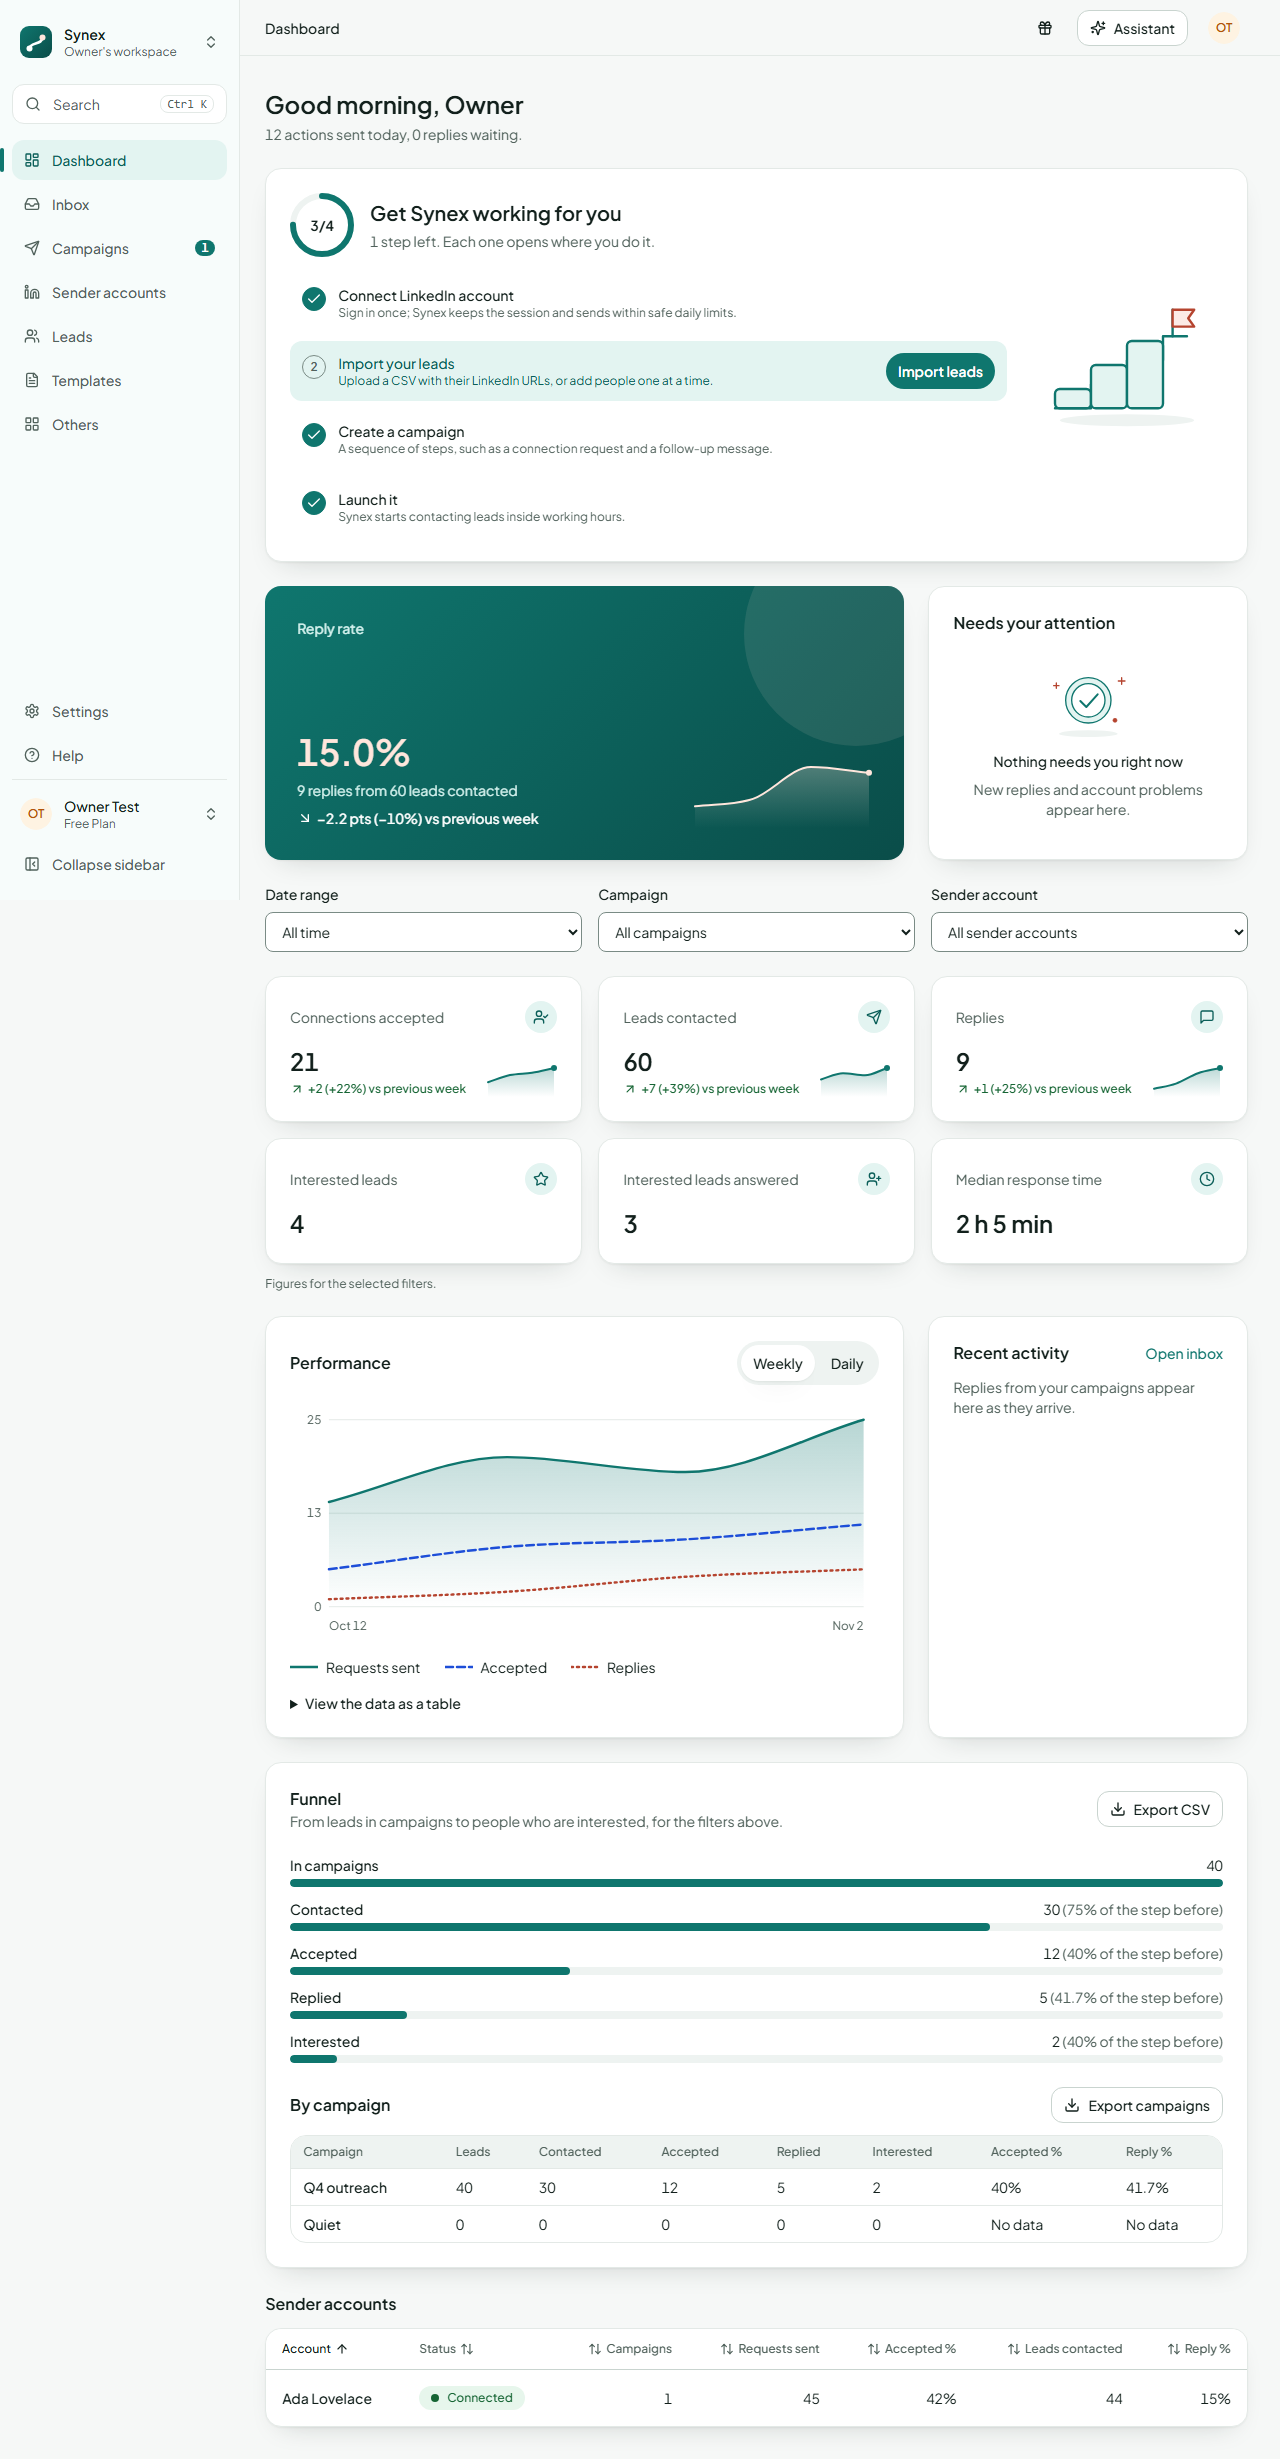 Synex
Owner's workspace
Search
Ctrl K
Dashboard
Inbox
Campaigns
1
Sender accounts
Leads
Templates
Others
Settings
Help
OT
Owner Test
Free Plan
Collapse sidebar
Dashboard
Assistant
OT
Good morning, Owner
12 actions sent today, 0 replies waiting.
3/4
Get Synex working for you
1 step left. Each one opens where you do it.
Connect LinkedIn account
Sign in once; Synex keeps the session and sends within safe daily limits.
2
Import your leads
Upload a CSV with their LinkedIn URLs, or add people one at a time.
Import leads
Create a campaign
A sequence of steps, such as a connection request and a follow-up message.
Launch it
Synex starts contacting leads inside working hours.
Reply rate
15.0%
9 replies from 60 leads contacted
−2.2 pts (−10%) vs previous week
Needs your attention
Nothing needs you right now
New replies and account problems
appear here.
Date range
All time
Campaign
All campaigns
Sender account
All sender accounts
Connections accepted
21
+2 (+22%) vs previous week
Leads contacted
60
+7 (+39%) vs previous week
Replies
9
+1 (+25%) vs previous week
Interested leads
4
Interested leads answered
3
Median response time
2 h 5 min
Figures for the selected filters.
Performance
Weekly
Daily
25
13
0
Oct 12
Nov 2
Requests sent
Accepted
Replies
View the data as a table
Recent activity
Open inbox
Replies from your campaigns appear
here as they arrive.
Funnel
From leads in campaigns to people who are interested, for the filters above.
Export CSV
In campaigns
40
Contacted
30 (75% of the step before)
Accepted
12 (40% of the step before)
Replied
5 (41.7% of the step before)
Interested
2 (40% of the step before)
By campaign
Export campaigns
Campaign Leads Contacted Accepted Replied Interested Accepted % Reply %
Q4 outreach 40 30 12 5 2 40% 41.7%
Quiet 0 0 0 0 0 No data No data
Sender accounts
Account Status Campaigns Requests sent Accepted % Leads contacted Reply %
Ada Lovelace Connected 1 45 42% 44 15%